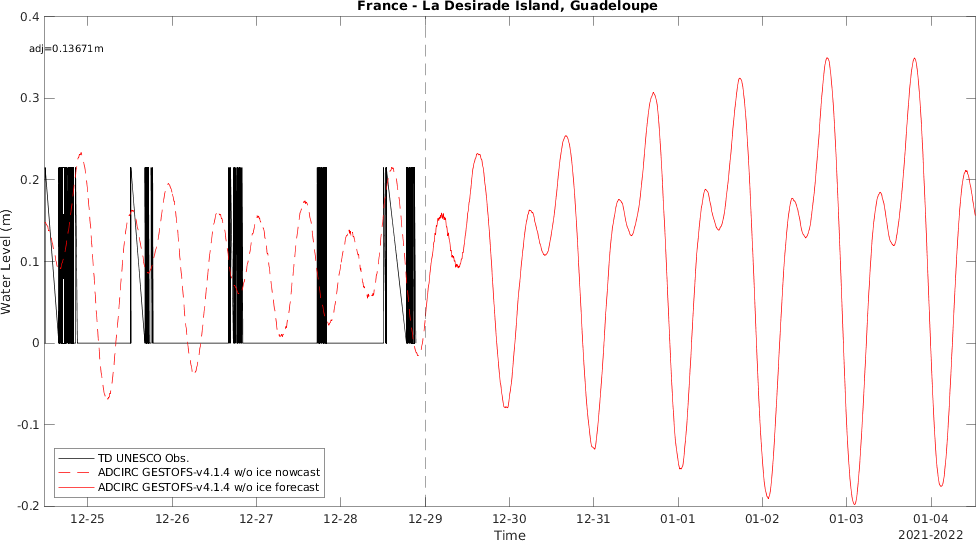 France - La Desirade Island, Guadeloupe
adj=0.13671m
0.4
0.3
0.2
0.1
0
-0.1
-0.2
Water Level (m)
TD UNESCO Obs.
ADCIRC GESTOFS-v4.1.4 w/o ice nowcast
ADCIRC GESTOFS-v4.1.4 w/o ice forecast
12-25 12-26 12-27 12-28 12-29 12-30 12-31 01-01 01-02 01-03 01-04
Time
2021-2022